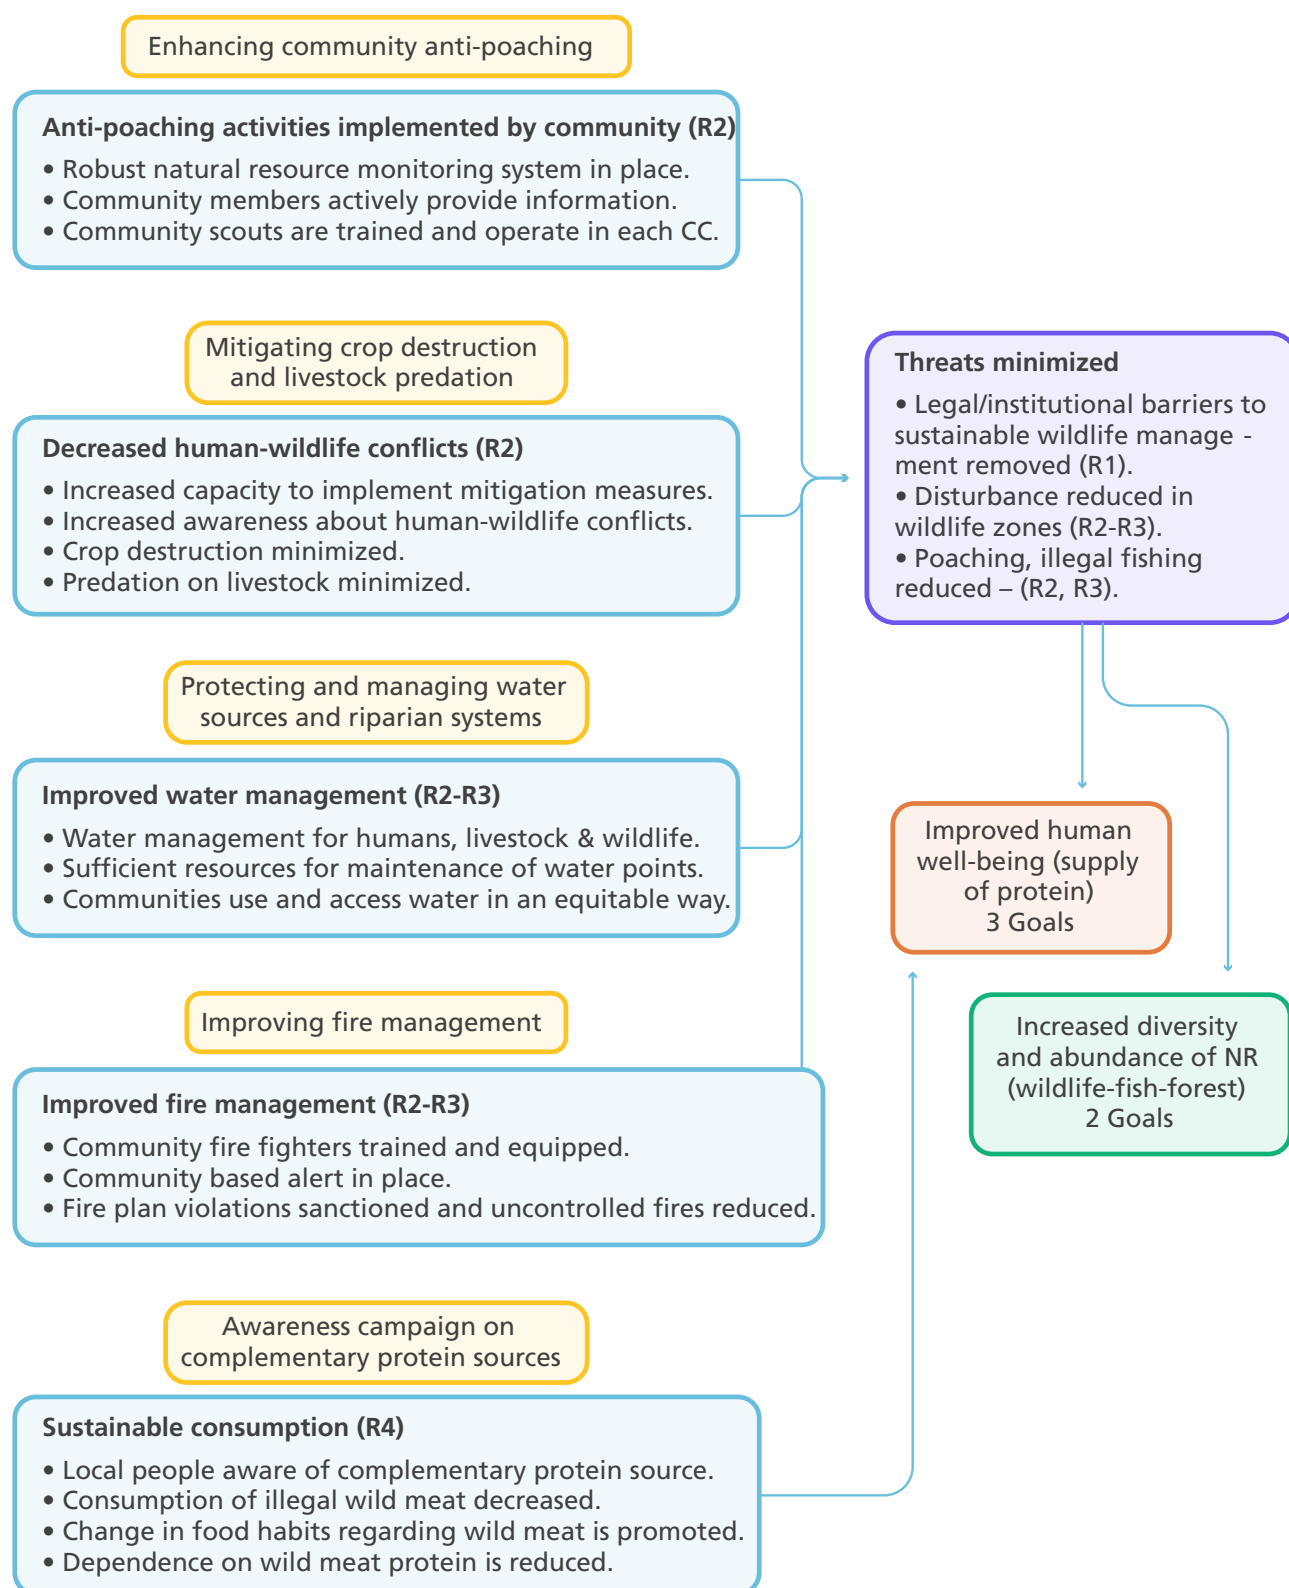 Enhancing community anti-poaching
Anti-poaching activities implemented by community (R2)
• Robust natural resource monitoring system in place.
• Community members actively provide information.
• Community scouts are trained and operate in each CC.
Mitigating crop destruction
and livestock predation
Decreased human-wildlife conflicts (R2)
• Increased capacity to implement mitigation measures.
• Increased awareness about human-wildlife conflicts.
• Crop destruction minimized.
• Predation on livestock minimized.
Protecting and managing water
sources and riparian systems
Improved water management (R2-R3)
• Water management for humans, livestock & wildlife.
• Sufficient resources for maintenance of water points.
• Communities use and access water in an equitable way.
Improving fire management
Improved fire management (R2-R3)
• Community fire fighters trained and equipped.
• Community based alert in place.
• Fire plan violations sanctioned and uncontrolled fires reduced.
Awareness campaign on
complementary protein sources
Sustainable consumption (R4)
• Local people aware of complementary protein source.
• Consumption of illegal wild meat decreased.
• Change in food habits regarding wild meat is promoted.
• Dependence on wild meat protein is reduced.
Threats minimized
• Legal/institutional barriers to
sustainable wildlife manage -
ment removed (R1).
• Disturbance reduced in
wildlife zones (R2-R3).
• Poaching, illegal fishing
reduced – (R2, R3).
Improved human
well-being (supply
of protein)
3 Goals
Increased diversity
and abundance of NR
(wildlife-fish-forest)
2 Goals